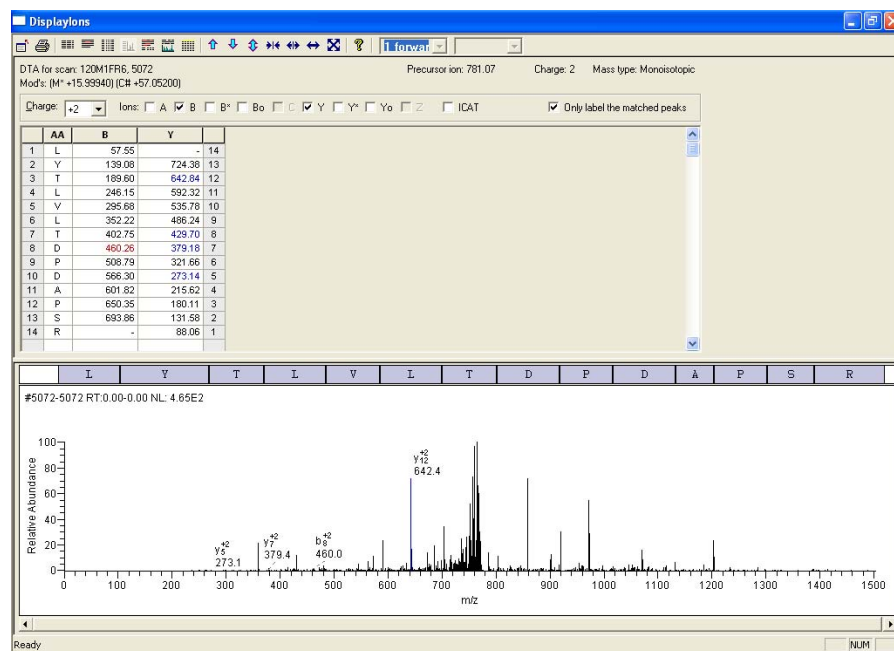 DisplayIons
1 forwar
DTA for scan: 120M1FR6, 5072 Precursor ion: 781.07 Charge: 2 Mass type: Monoisotopic
Mod's: (M* +15.99940) (C# +57.05200)
Charge: +2 Ions: A B B* Bo C Y Y* Yo Z ICAT Only label the matched peaks
AA B Y
1 L 57.55 - 14
2 Y 139.08 724.38 13
3 T 189.60 642.84 12
4 L 246.15 592.32 11
5 V 295.68 535.78 10
6 L 352.22 486.24 9
7 T 402.75 429.70 8
8 D 460.26 379.18 7
9 P 508.79 321.66 6
10 D 566.30 273.14 5
11 A 601.82 215.62 4
12 P 650.35 180.11 3
13 S 693.86 131.58 2
14 R - 88.06 1
L Y T L V L T D P D A P S R
#5072-5072 RT:0.00-0.00 NL: 4.65E2
Relative Abundance
100
80
60
40
20
0
y12+2
642.4
y5+2
273.1
y7+2
379.4
b8+2
460.0
0 100 200 300 400 500 600 700 800 900 1000 1100 1200 1300 1400 1500
m/z
Ready NUM